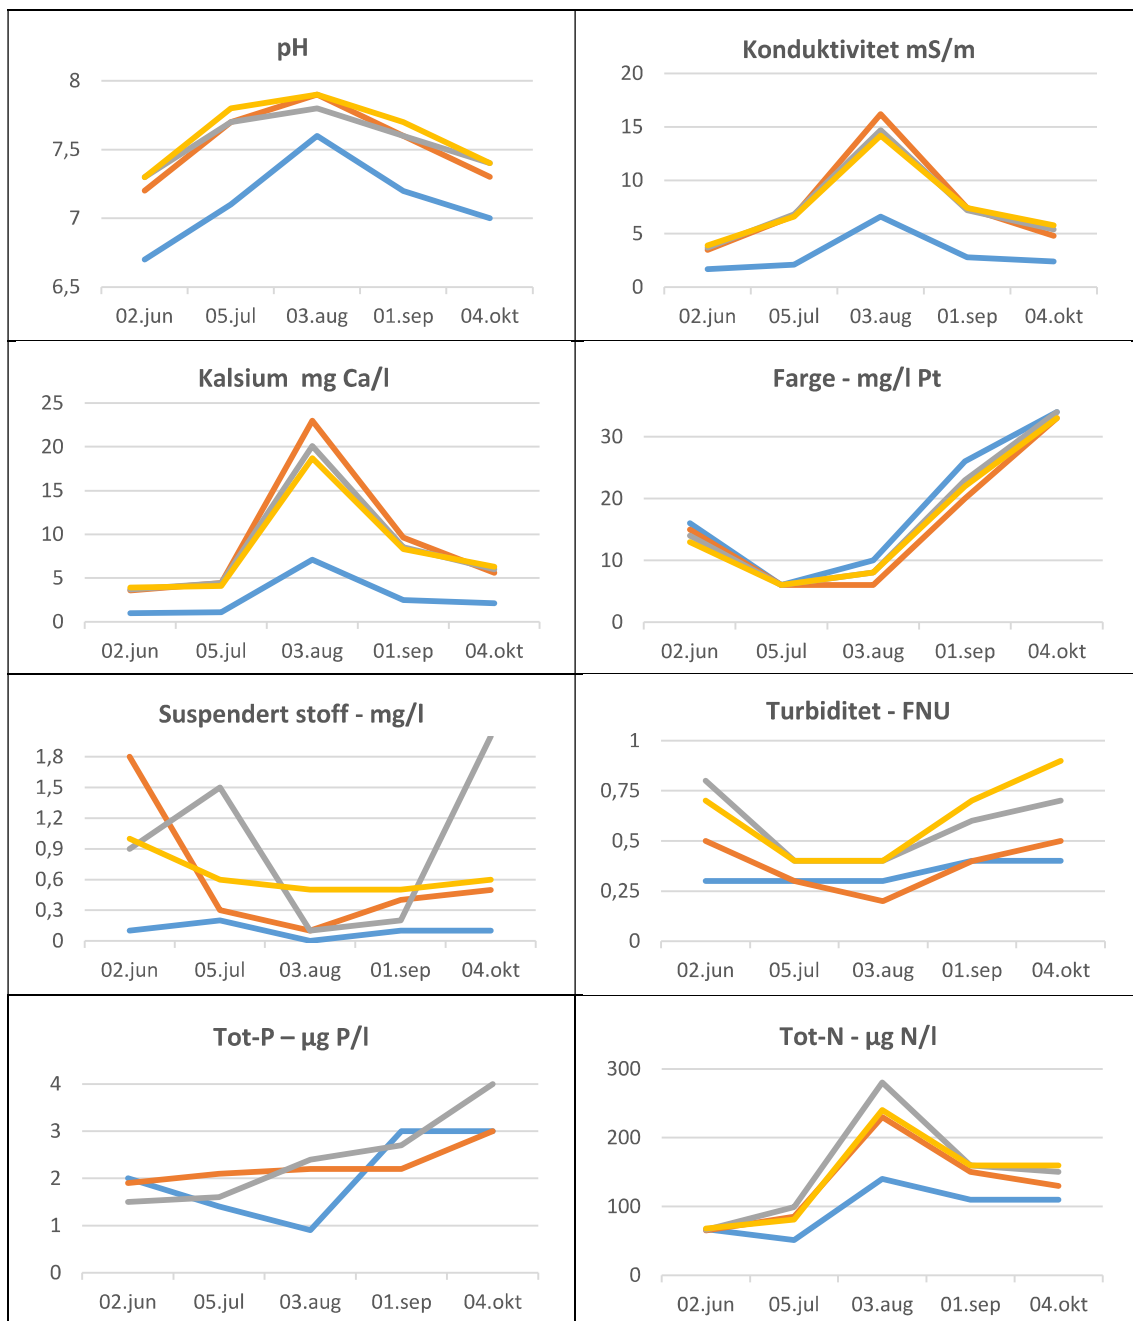 pH
8
7,5
7
6,5
02.jun 05.jul 03.aug 01.sep 04.okt
Konduktivitet mS/m
20
15
10
5
0
02.jun 05.jul 03.aug 01.sep 04.okt
Kalsium mg Ca/l
25
20
15
10
5
0
02.jun 05.jul 03.aug 01.sep 04.okt
Farge - mg/l Pt
30
20
10
0
02.jun 05.jul 03.aug 01.sep 04.okt
Suspendert stoff - mg/l
1,8
1,5
1,2
0,9
0,6
0,3
0
02.jun 05.jul 03.aug 01.sep 04.okt
Turbiditet - FNU
1
0,75
0,5
0,25
0
02.jun 05.jul 03.aug 01.sep 04.okt
Tot-P – µg P/l
4
3
2
1
0
02.jun 05.jul 03.aug 01.sep 04.okt
Tot-N - µg N/l
300
200
100
0
02.jun 05.jul 03.aug 01.sep 04.okt